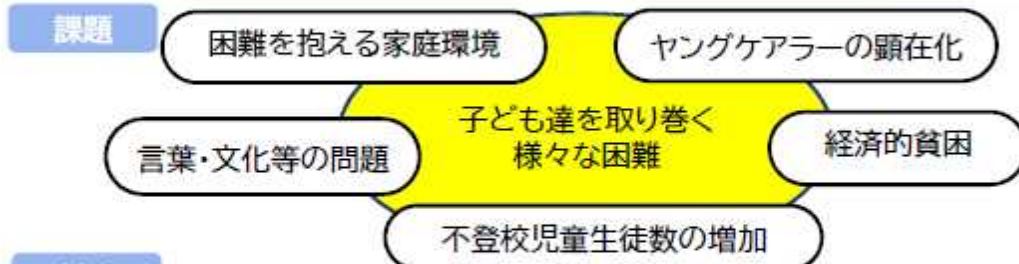 課題
困難を抱える家庭環境
ヤングケアラーの顕在化
子ども達を取り巻く
様々な困難
言葉・文化等の問題
経済的貧困
不登校児童生徒数の増加